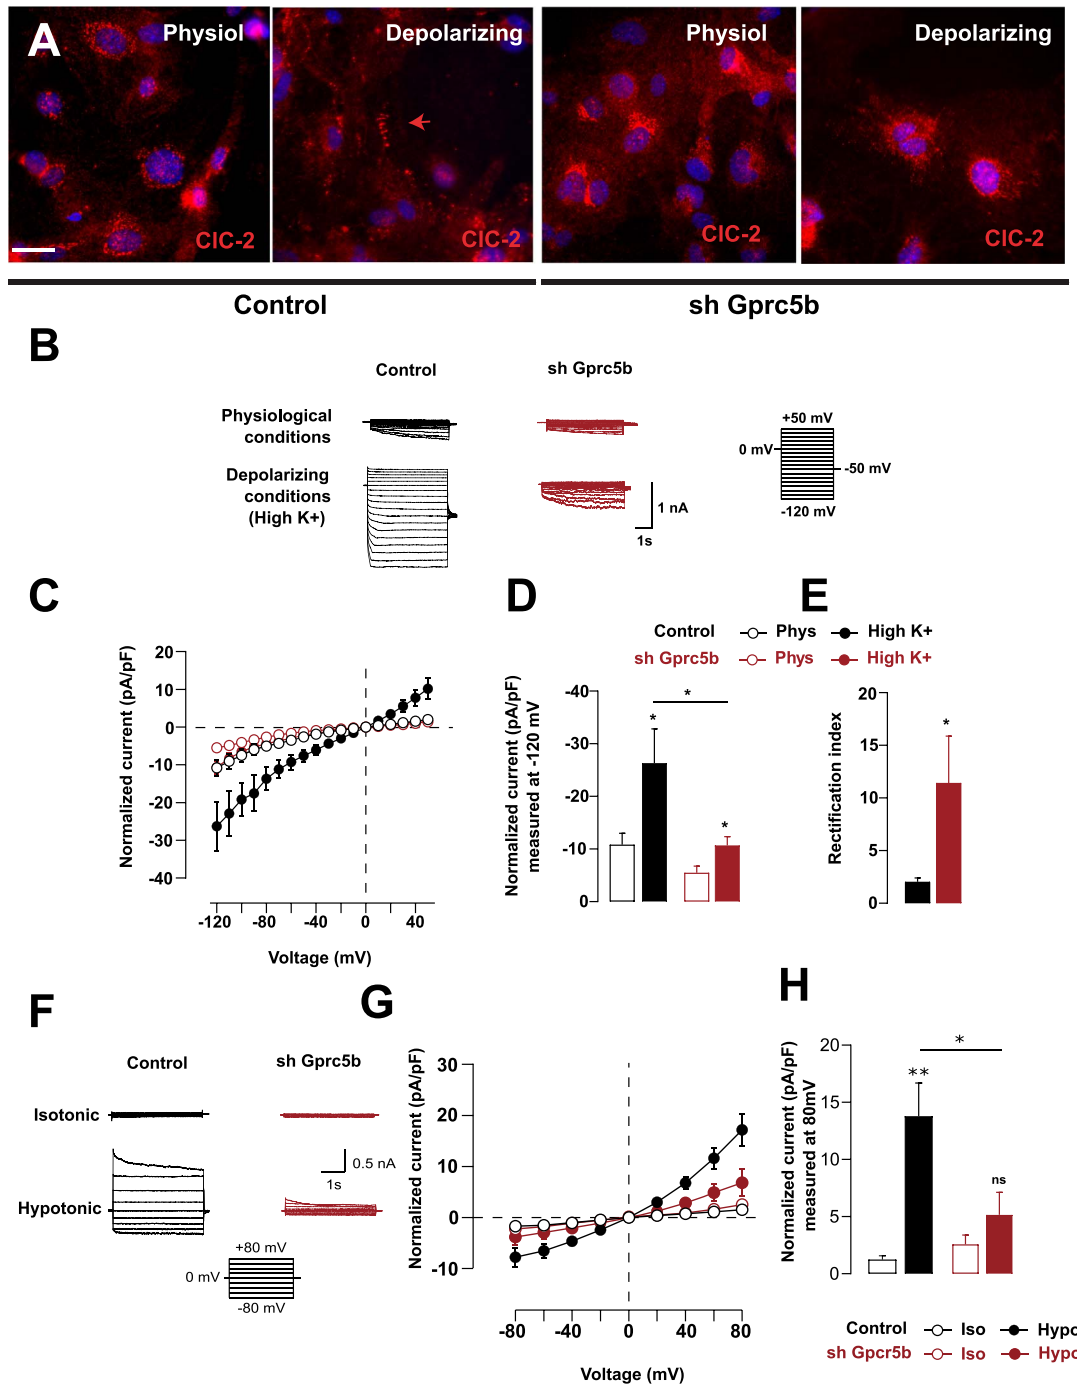 A
Physiol
Depolarizing
Physiol
Depolarizing
ClC-2
ClC-2
ClC-2
ClC-2
Control
sh Gprc5b
B
Control
sh Gprc5b
Physiological
conditions
Depolarizing
conditions
(High K+)
1 nA
1s
+50 mV
0 mV
-50 mV
-120 mV
C
D
E
Control
Phys
High K+
sh Gprc5b
Phys
High K+
Normalized current (pA/pF)
20
10
0
-10
-20
-30
-40
-120
-80
-40
0
40
Voltage (mV)
Normalized current (pA/pF)
measured at -120 mV
-40
-30
-20
-10
0
*
*
*
Rectification index
20
15
10
5
0
*
F
G
H
Control
sh Gprc5b
Isotonic
Hypotonic
0.5 nA
1s
+80 mV
0 mV
-80 mV
Normalized current (pA/pF)
30
20
10
0
-10
-80
-40
0
40
80
Voltage (mV)
Normalized current (pA/pF)
measured at 80mV
20
15
10
5
0
*
**
ns
Control
Iso
Hypo
sh Gpcr5b
Iso
Hypo